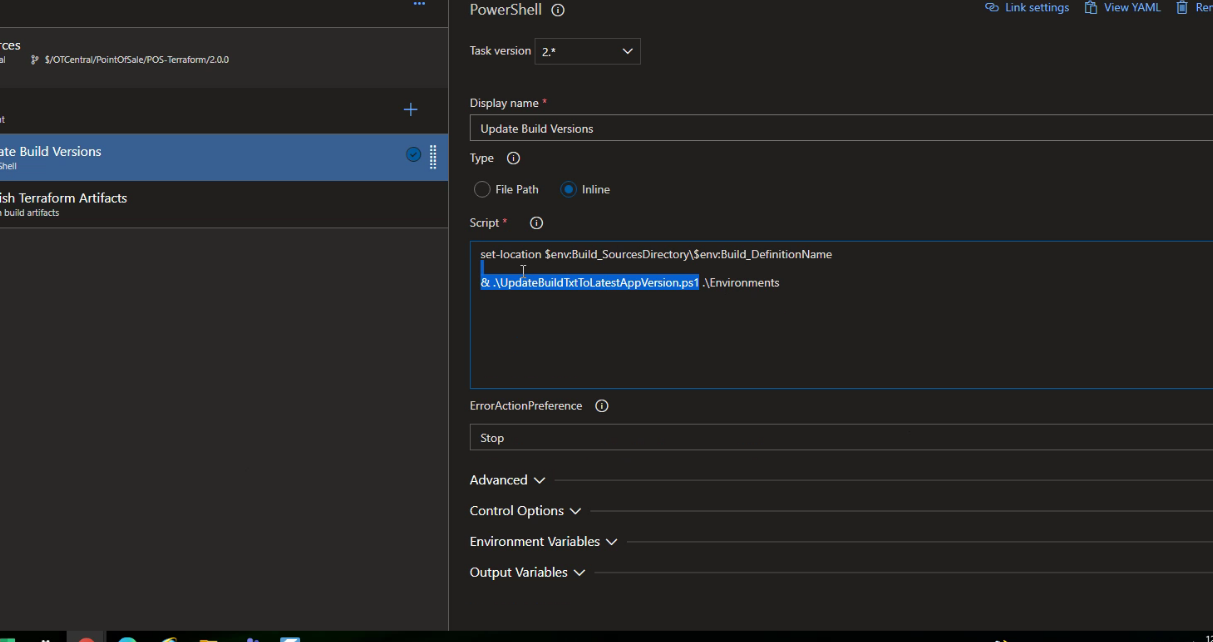 PowerShell
Link settings View YAML
Task version 2.*
$/OTCentral/PointOfSale/POS-Terraform/2.0.0
Display name *
Update Build Versions
ate Build Versions
Shell
Type
File Path Inline
ish Terraform Artifacts
build artifacts
Script *
set-location $env:Build_SourcesDirectory\$env:Build_DefinitionName
& .\UpdateBuildTxtToLatestAppVersion.ps1 .\Environments
ErrorActionPreference
Stop
Advanced
Control Options
Environment Variables
Output Variables